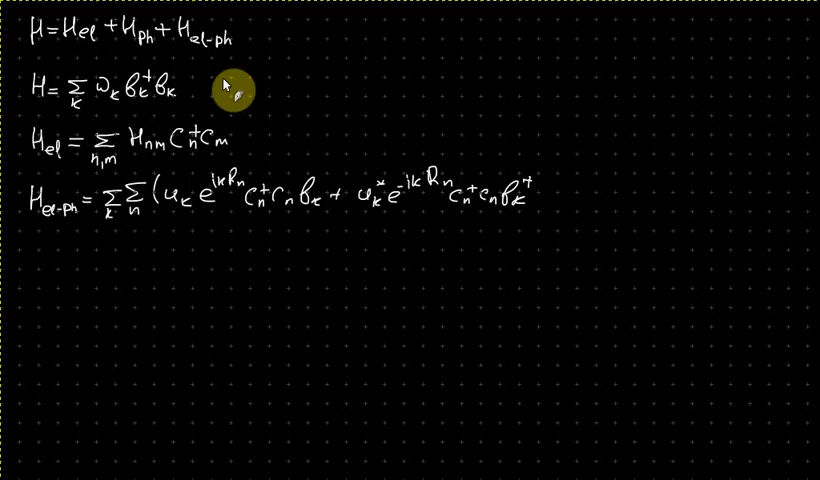 H = H_el + H_ph + H_el-ph
H = Σ_k ω_k b_k^+ b_k
H_el = Σ_n,m H_nm C_n^+ C_m
H_el-ph = Σ_k Σ_n (u_k e^{ikR_n} C_n^+ C_n b_k + u_k^* e^{-ikR_n} C_n^+ C_n b_k^+